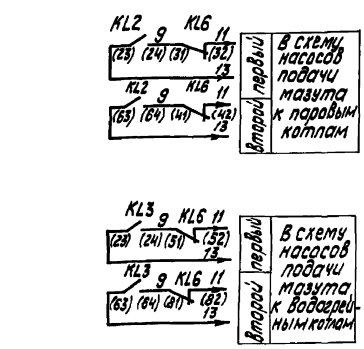 KL2 9 KL6 11
(23) (24) (31) (32)
13
KL2 9 KL6 11
(63) (64) (41) (42)
13
первый
второй
В схему
насосов
подачи
мазута
к паровым
котлам
KL3 9 KL6 11
(23) (24) (51) (52)
13
KL3 9 KL6 11
(63) (64) (81) (82)
13
первый
второй
В схему
насосов
подачи
мазута
к водогрей-
ным котлам